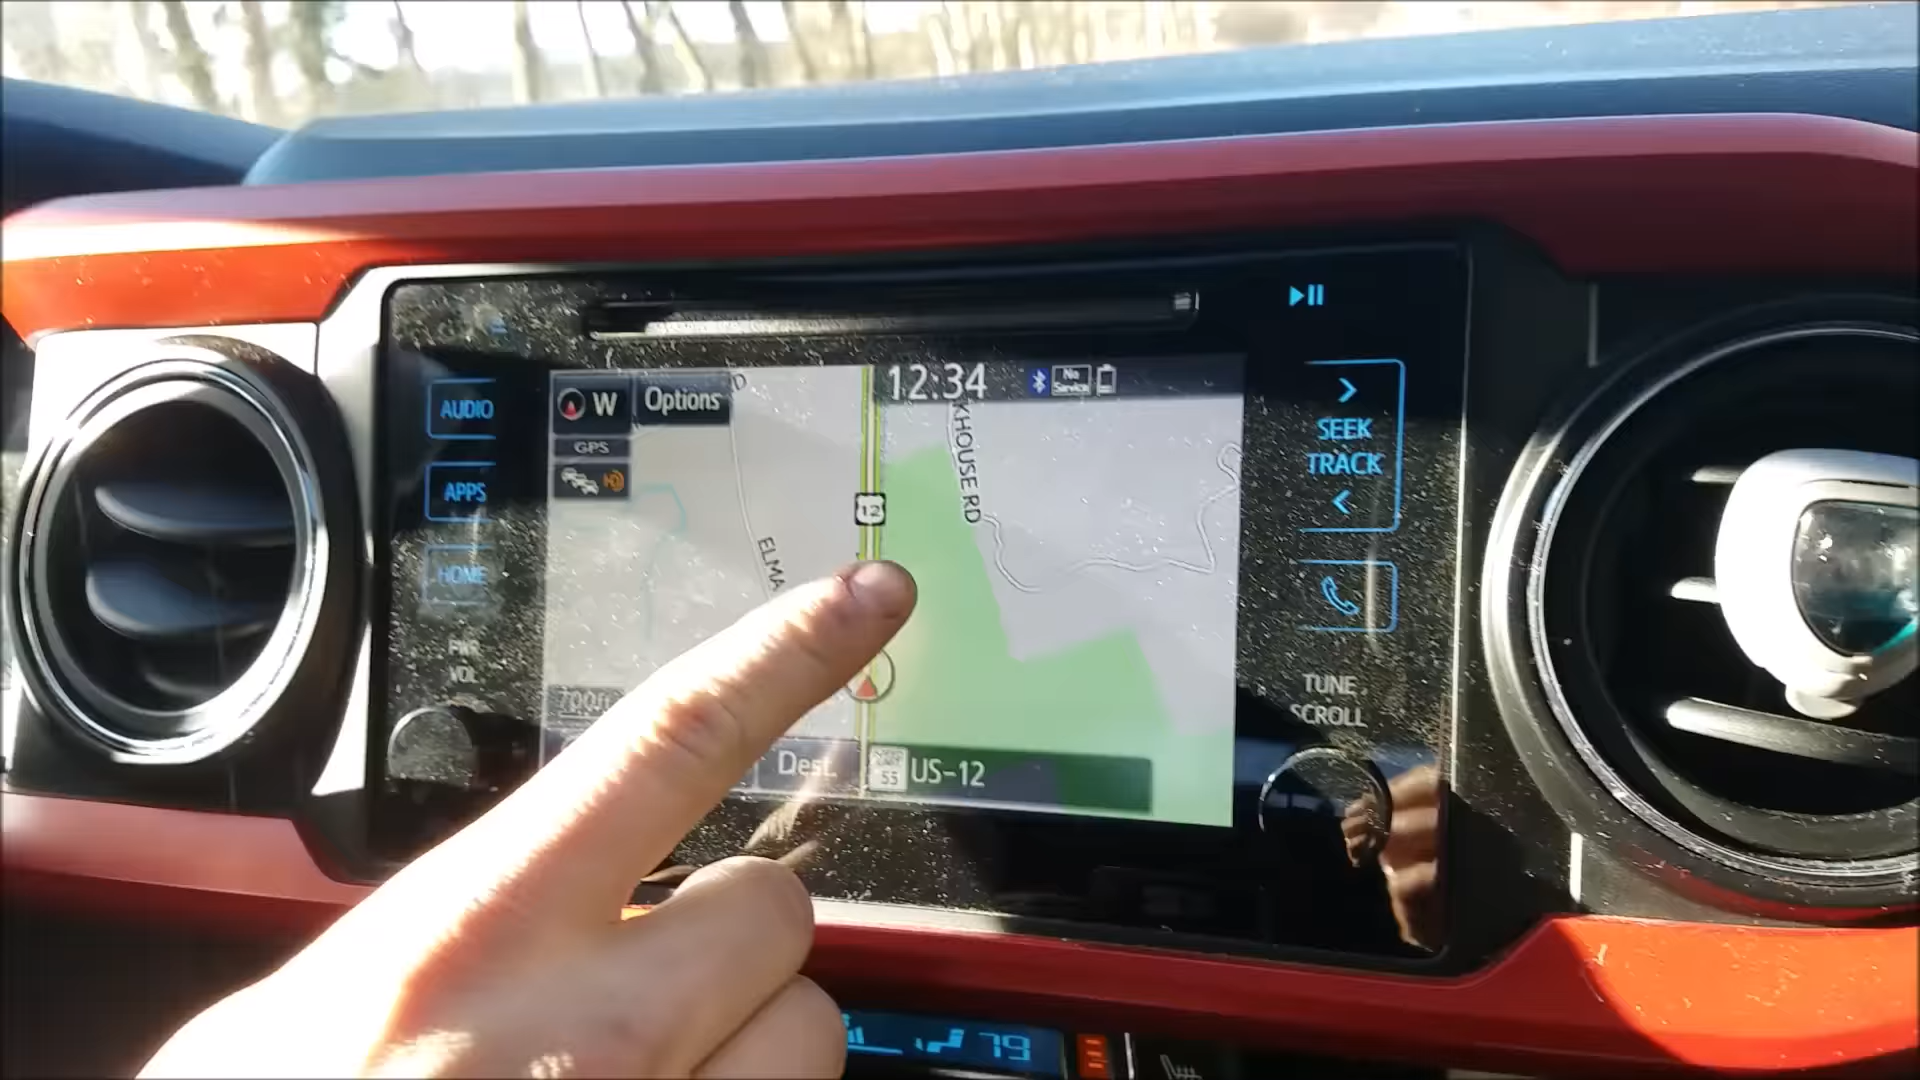 12:34
No
Service
W
Options
GPS
AUDIO
APPS
HOME
PWR
VOL
SEEK
TRACK
TUNE
SCROLL
KHOUSE RD
12
ELMA
700ft
Dest.
55
US-12
79